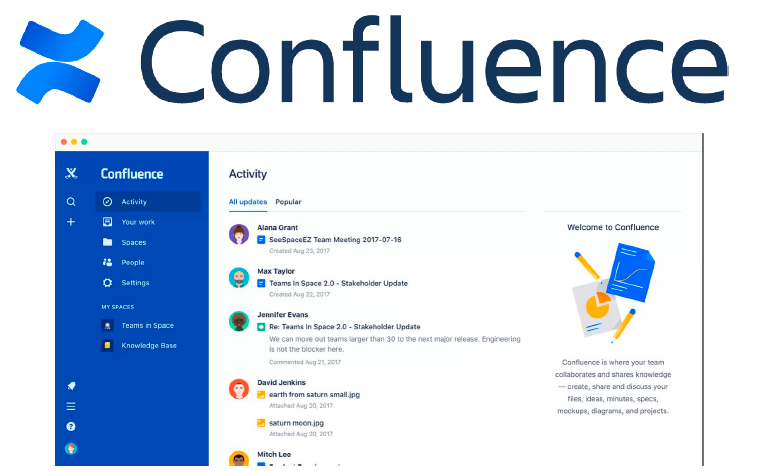 Confluence
Confluence
Activity
Your work
Spaces
People
Settings
MY SPACES
Teams in Space
Knowledge Base
Activity
All updates Popular
Alana Grant
SeeSpaceEZ Team Meeting 2017-07-16
Created Aug 23, 2017
Max Taylor
Teams In Space 2.0 - Stakeholder Update
Created Aug 22, 2017
Jennifer Evans
Re: Teams In Space 2.0 - Stakeholder Update
We can move out teams larger than 30 to the next major release. Engineering
is not the blocker here.
Commented Aug 21, 2017
David Jenkins
earth from saturn small.jpg
Attached Aug 20, 2017
saturn moon.jpg
Attached Aug 20, 2017
Mitch Lee
Welcome to Confluence
Confluence is where your team
collaborates and shares knowledge
— create, share and discuss your
files, ideas, minutes, specs,
mockups, diagrams, and projects.